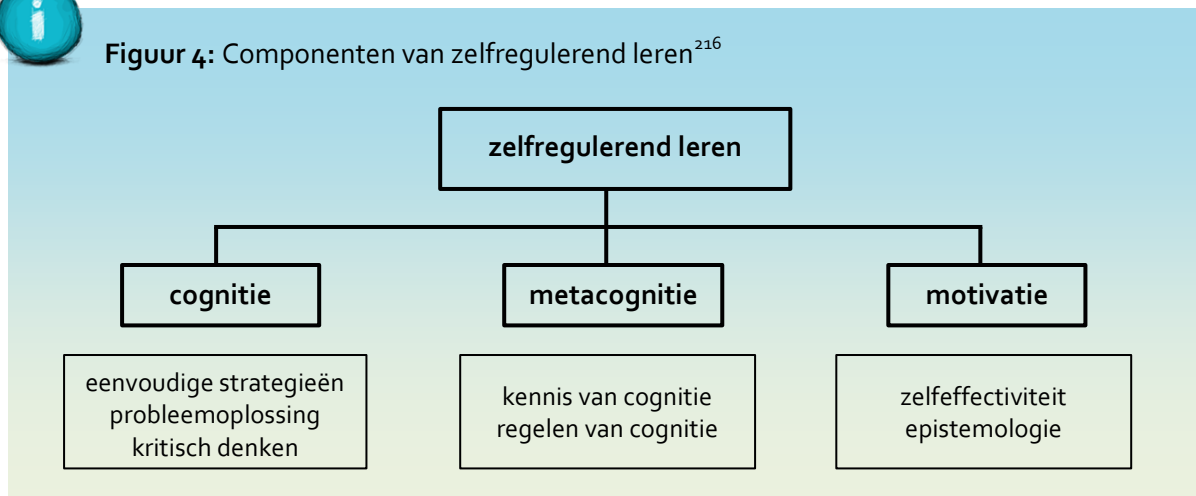 i
Figuur 4: Componenten van zelfregulerend leren²¹⁶
zelfregulerend leren
cognitie
metacognitie
motivatie
eenvoudige strategieën
probleemoplossing
kritisch denken
kennis van cognitie
regelen van cognitie
zelfeffectiviteit
epistemologie